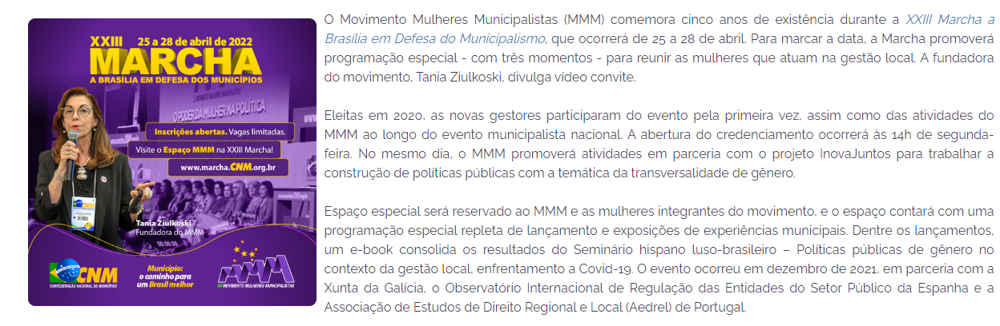 XXIII 25 a 28 de abril de 2022
MARCHA
A BRASÍLIA EM DEFESA DOS MUNICÍPIOS
MOVIMENTO MULHERES MUNICIPALISTAS
O PODER DA MULHER NA POLÍTICA
Inscrições abertas. Vagas limitadas.
Visite o Espaço MMM na XXIII Marcha!
www.marcha.CNM.org.br
CNM
Tania Ziulkoski
Fundadora do MMM
00:00:00
CNM
CONFEDERAÇÃO NACIONAL DE MUNICÍPIOS
Município:
o caminho para
um Brasil melhor
MMM
MOVIMENTO MULHERES MUNICIPALISTAS
O Movimento Mulheres Municipalistas (MMM) comemora cinco anos de existência durante a XXIII Marcha a
Brasília em Defesa do Municipalismo, que ocorrerá de 25 a 28 de abril. Para marcar a data, a Marcha promoverá
programação especial - com três momentos - para reunir as mulheres que atuam na gestão local. A fundadora
do movimento, Tania Ziulkoski, divulga vídeo convite.
Eleitas em 2020, as novas gestores participaram do evento pela primeira vez, assim como das atividades do
MMM ao longo do evento municipalista nacional. A abertura do credenciamento ocorrerá às 14h de segunda-
feira. No mesmo dia, o MMM promoverá atividades em parceria com o projeto InovaJuntos para trabalhar a
construção de políticas públicas com a temática da transversalidade de gênero.
Espaço especial será reservado ao MMM e as mulheres integrantes do movimento, e o espaço contará com uma
programação especial repleta de lançamento e exposições de experiências municipais. Dentre os lançamentos,
um e-book consolida os resultados do Seminário hispano luso-brasileiro – Políticas públicas de gênero no
contexto da gestão local, enfrentamento a Covid-19. O evento ocorreu em dezembro de 2021, em parceria com a
Xunta da Galícia, o Observatório Internacional de Regulação das Entidades do Setor Público da Espanha e a
Associação de Estudos de Direito Regional e Local (Aedrel) de Portugal.